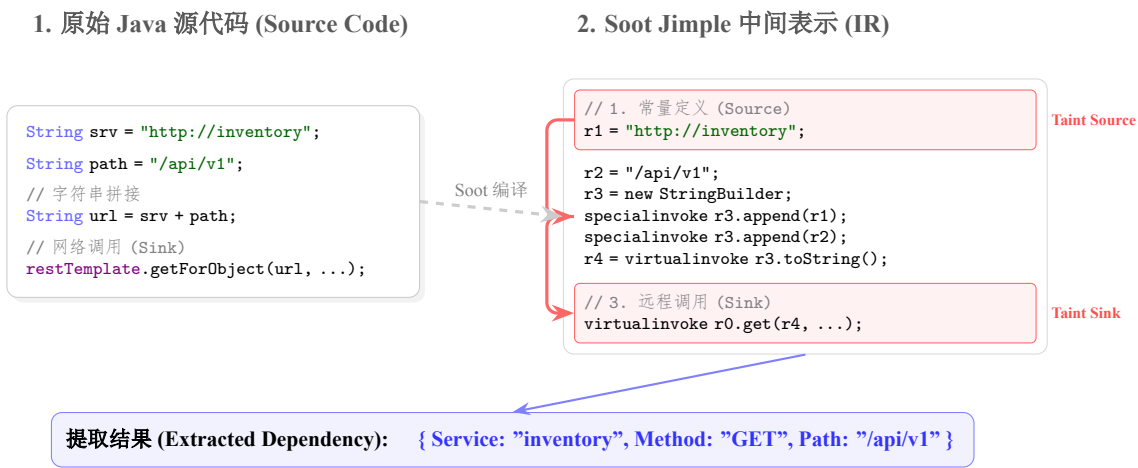 1. 原始 Java 源代码 (Source Code)
String srv = "http://inventory";
String path = "/api/v1";
// 字符串拼接
String url = srv + path;
// 网络调用 (Sink)
restTemplate.getForObject(url, ...);
Soot 编译
2. Soot Jimple 中间表示 (IR)
// 1. 常量定义 (Source)
r1 = "http://inventory";
Taint Source
r2 = "/api/v1";
r3 = new StringBuilder;
specialinvoke r3.append(r1);
specialinvoke r3.append(r2);
r4 = virtualinvoke r3.toString();
// 3. 远程调用 (Sink)
virtualinvoke r0.get(r4, ...);
Taint Sink
提取结果 (Extracted Dependency): { Service: ”inventory”, Method: ”GET”, Path: ”/api/v1” }